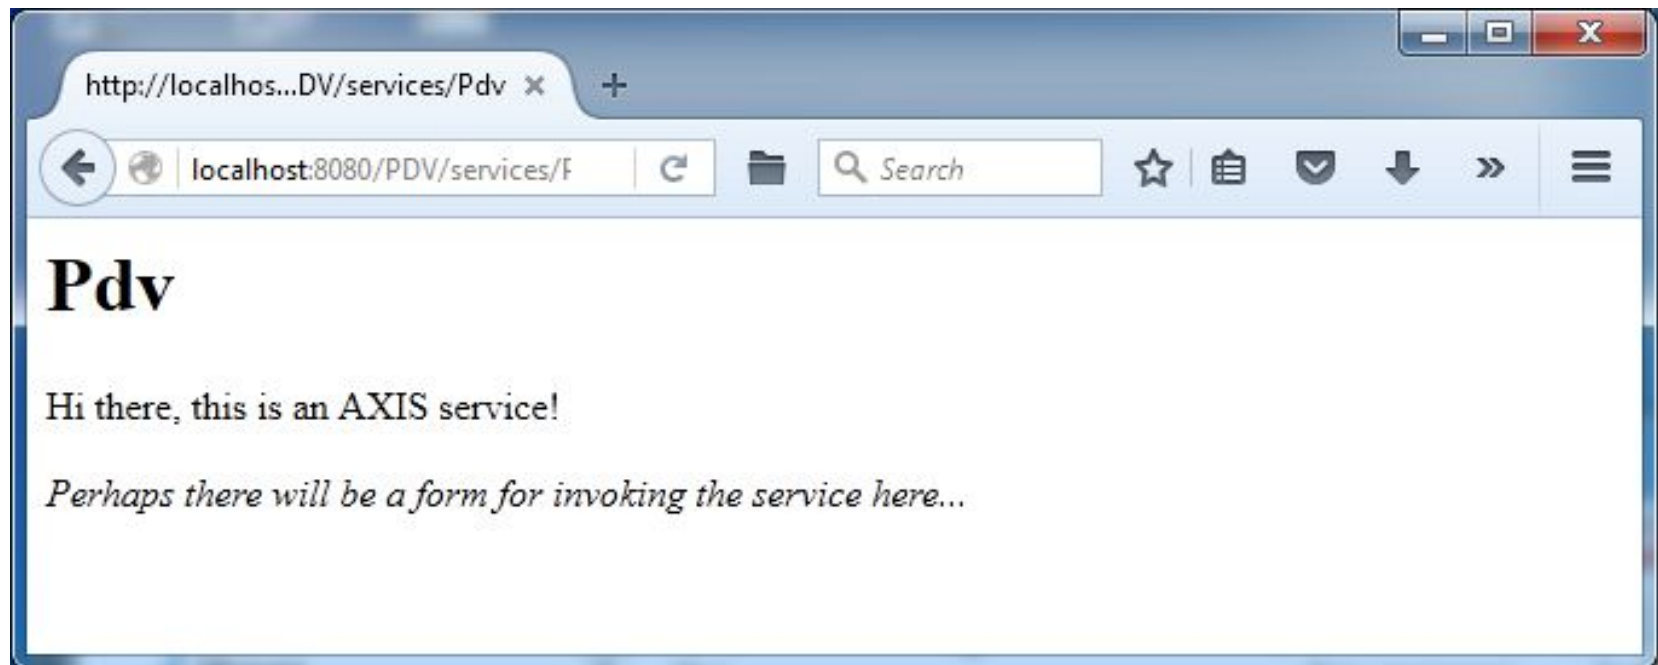 http://localhos...DV/services/Pdv
localhost:8080/PDV/services/F
Search
Pdv
Hi there, this is an AXIS service!
Perhaps there will be a form for invoking the service here...